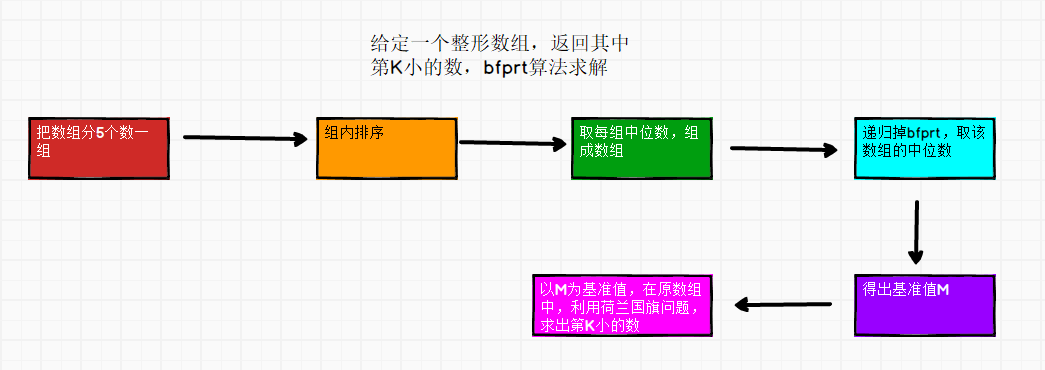 给定一个整形数组，返回其中
第K小的数，bfprt算法求解
把数组分5个数一
组
组内排序
取每组中位数，组
成数组
递归掉bfprt，取该
数组的中位数
以M为基准值，在原数组
中，利用荷兰国旗问题，
求出第K小的数
得出基准值M